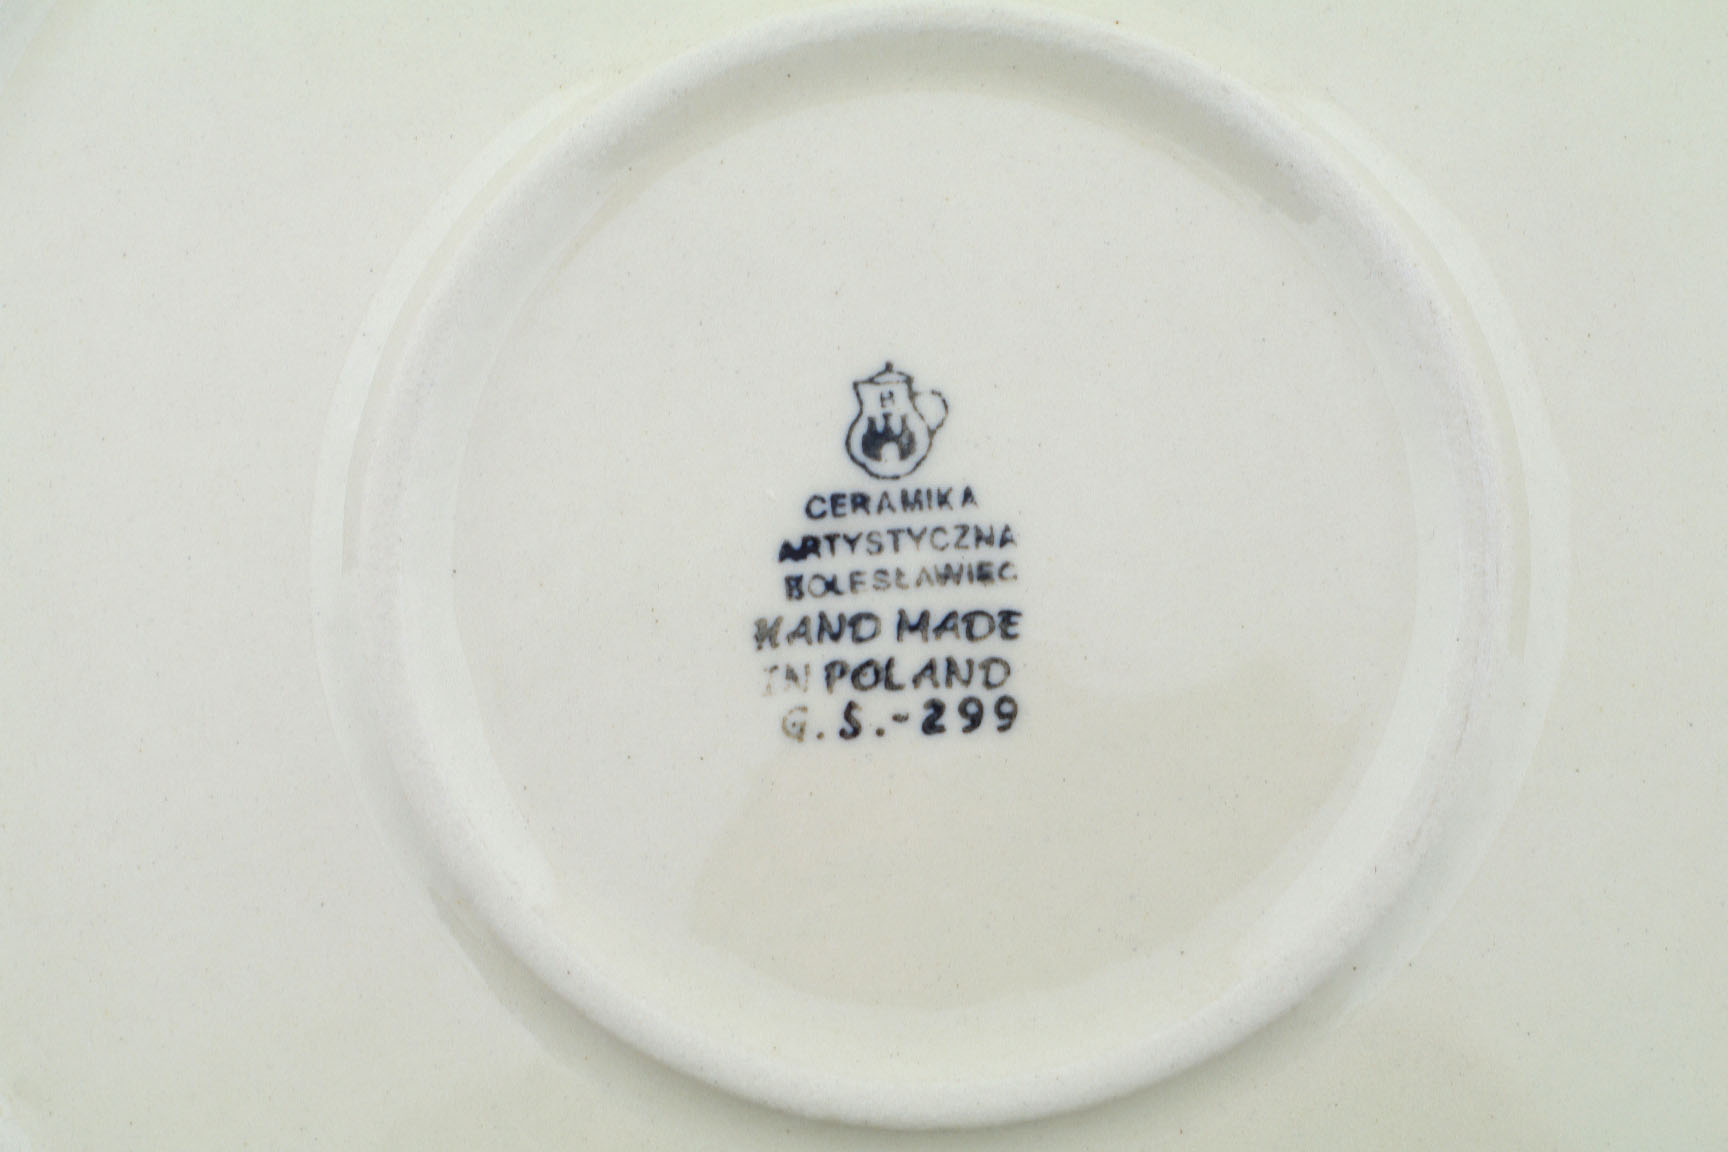 B
CERAMIKA
ARTYSTYCZNA
BOLESŁAWIEC
HAND MADE
IN POLAND
G.S.-299